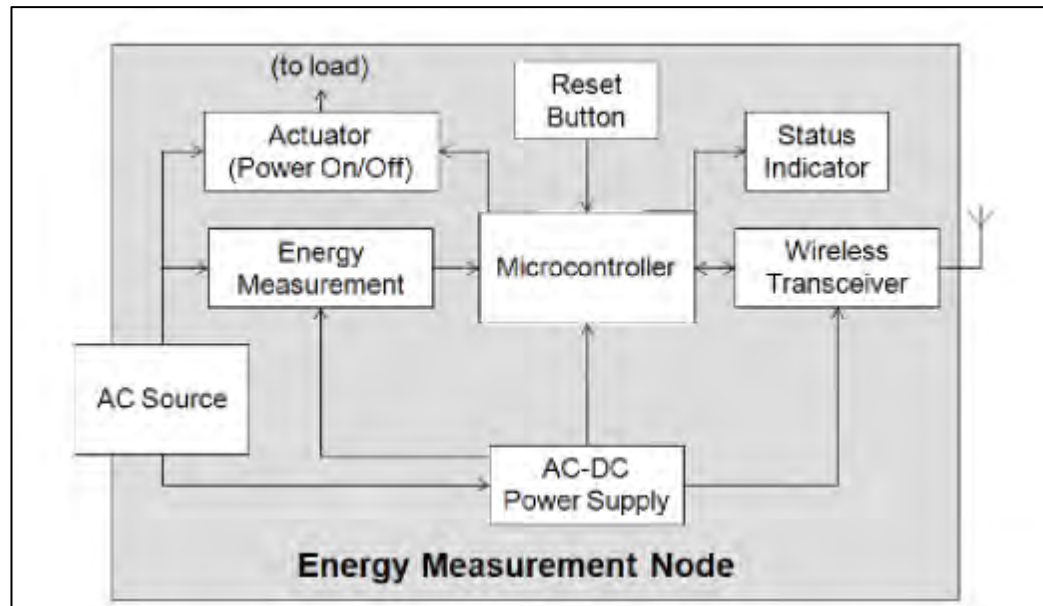 (to load)
Actuator
(Power On/Off)
Reset
Button
Status
Indicator
Energy
Measurement
Microcontroller
Wireless
Transceiver
AC Source
AC-DC
Power Supply
Energy Measurement Node